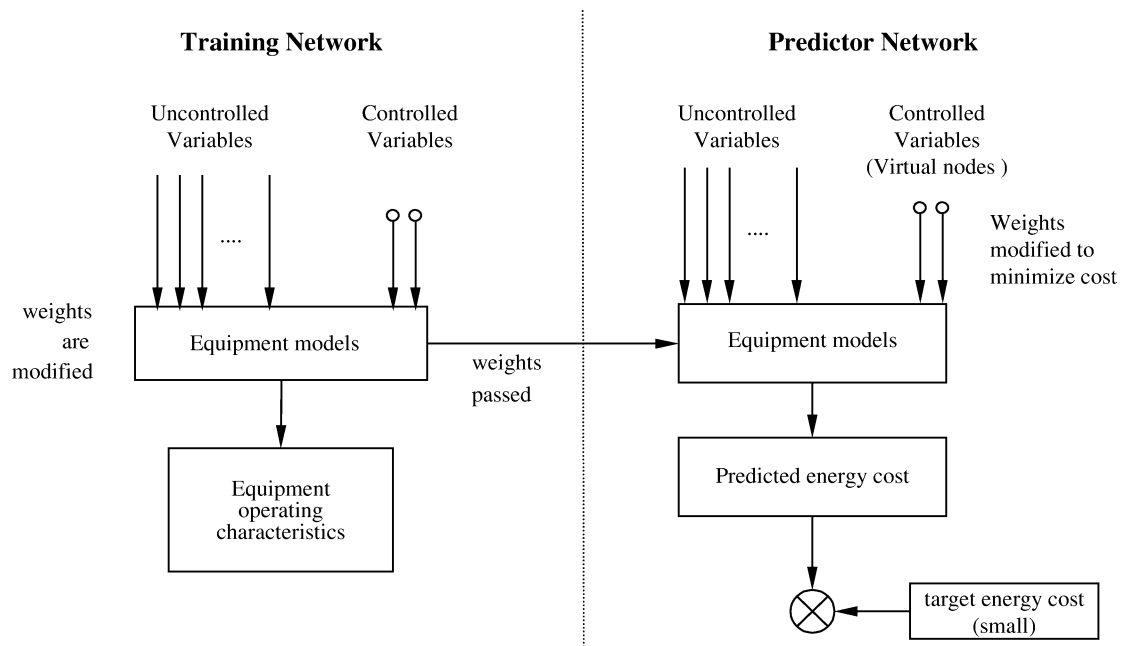 Training Network
Uncontrolled
Variables
Controlled
Variables
....
weights
are
modified
Equipment models
weights
passed
Equipment
operating
characteristics
Predictor Network
Uncontrolled
Variables
Controlled
Variables
(Virtual nodes )
....
Weights
modified to
minimize cost
Equipment models
Predicted energy cost
target energy cost
(small)